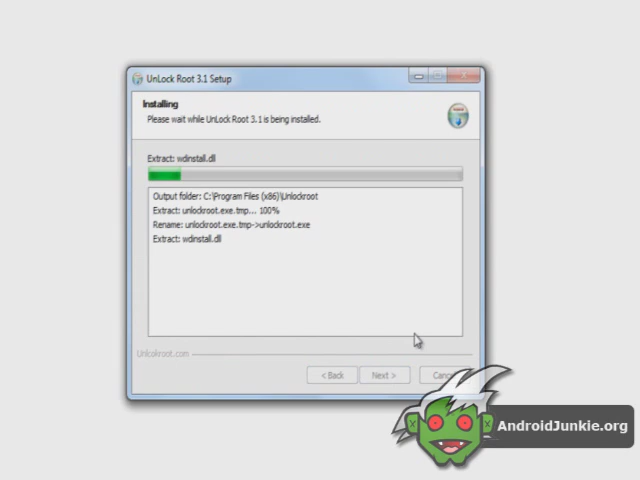 UnLock Root 3.1 Setup
Installing
Please wait while UnLock Root 3.1 is being installed.
Extract: wdinstall.dll
Output folder: C:\Program Files (x86)\Unlockroot
Extract: unlockroot.exe.tmp... 100%
Rename: unlockroot.exe.tmp->unlockroot.exe
Extract: wdinstall.dll
Unlcokroot.com
< Back
Next >
Canc
AndroidJunkie.org